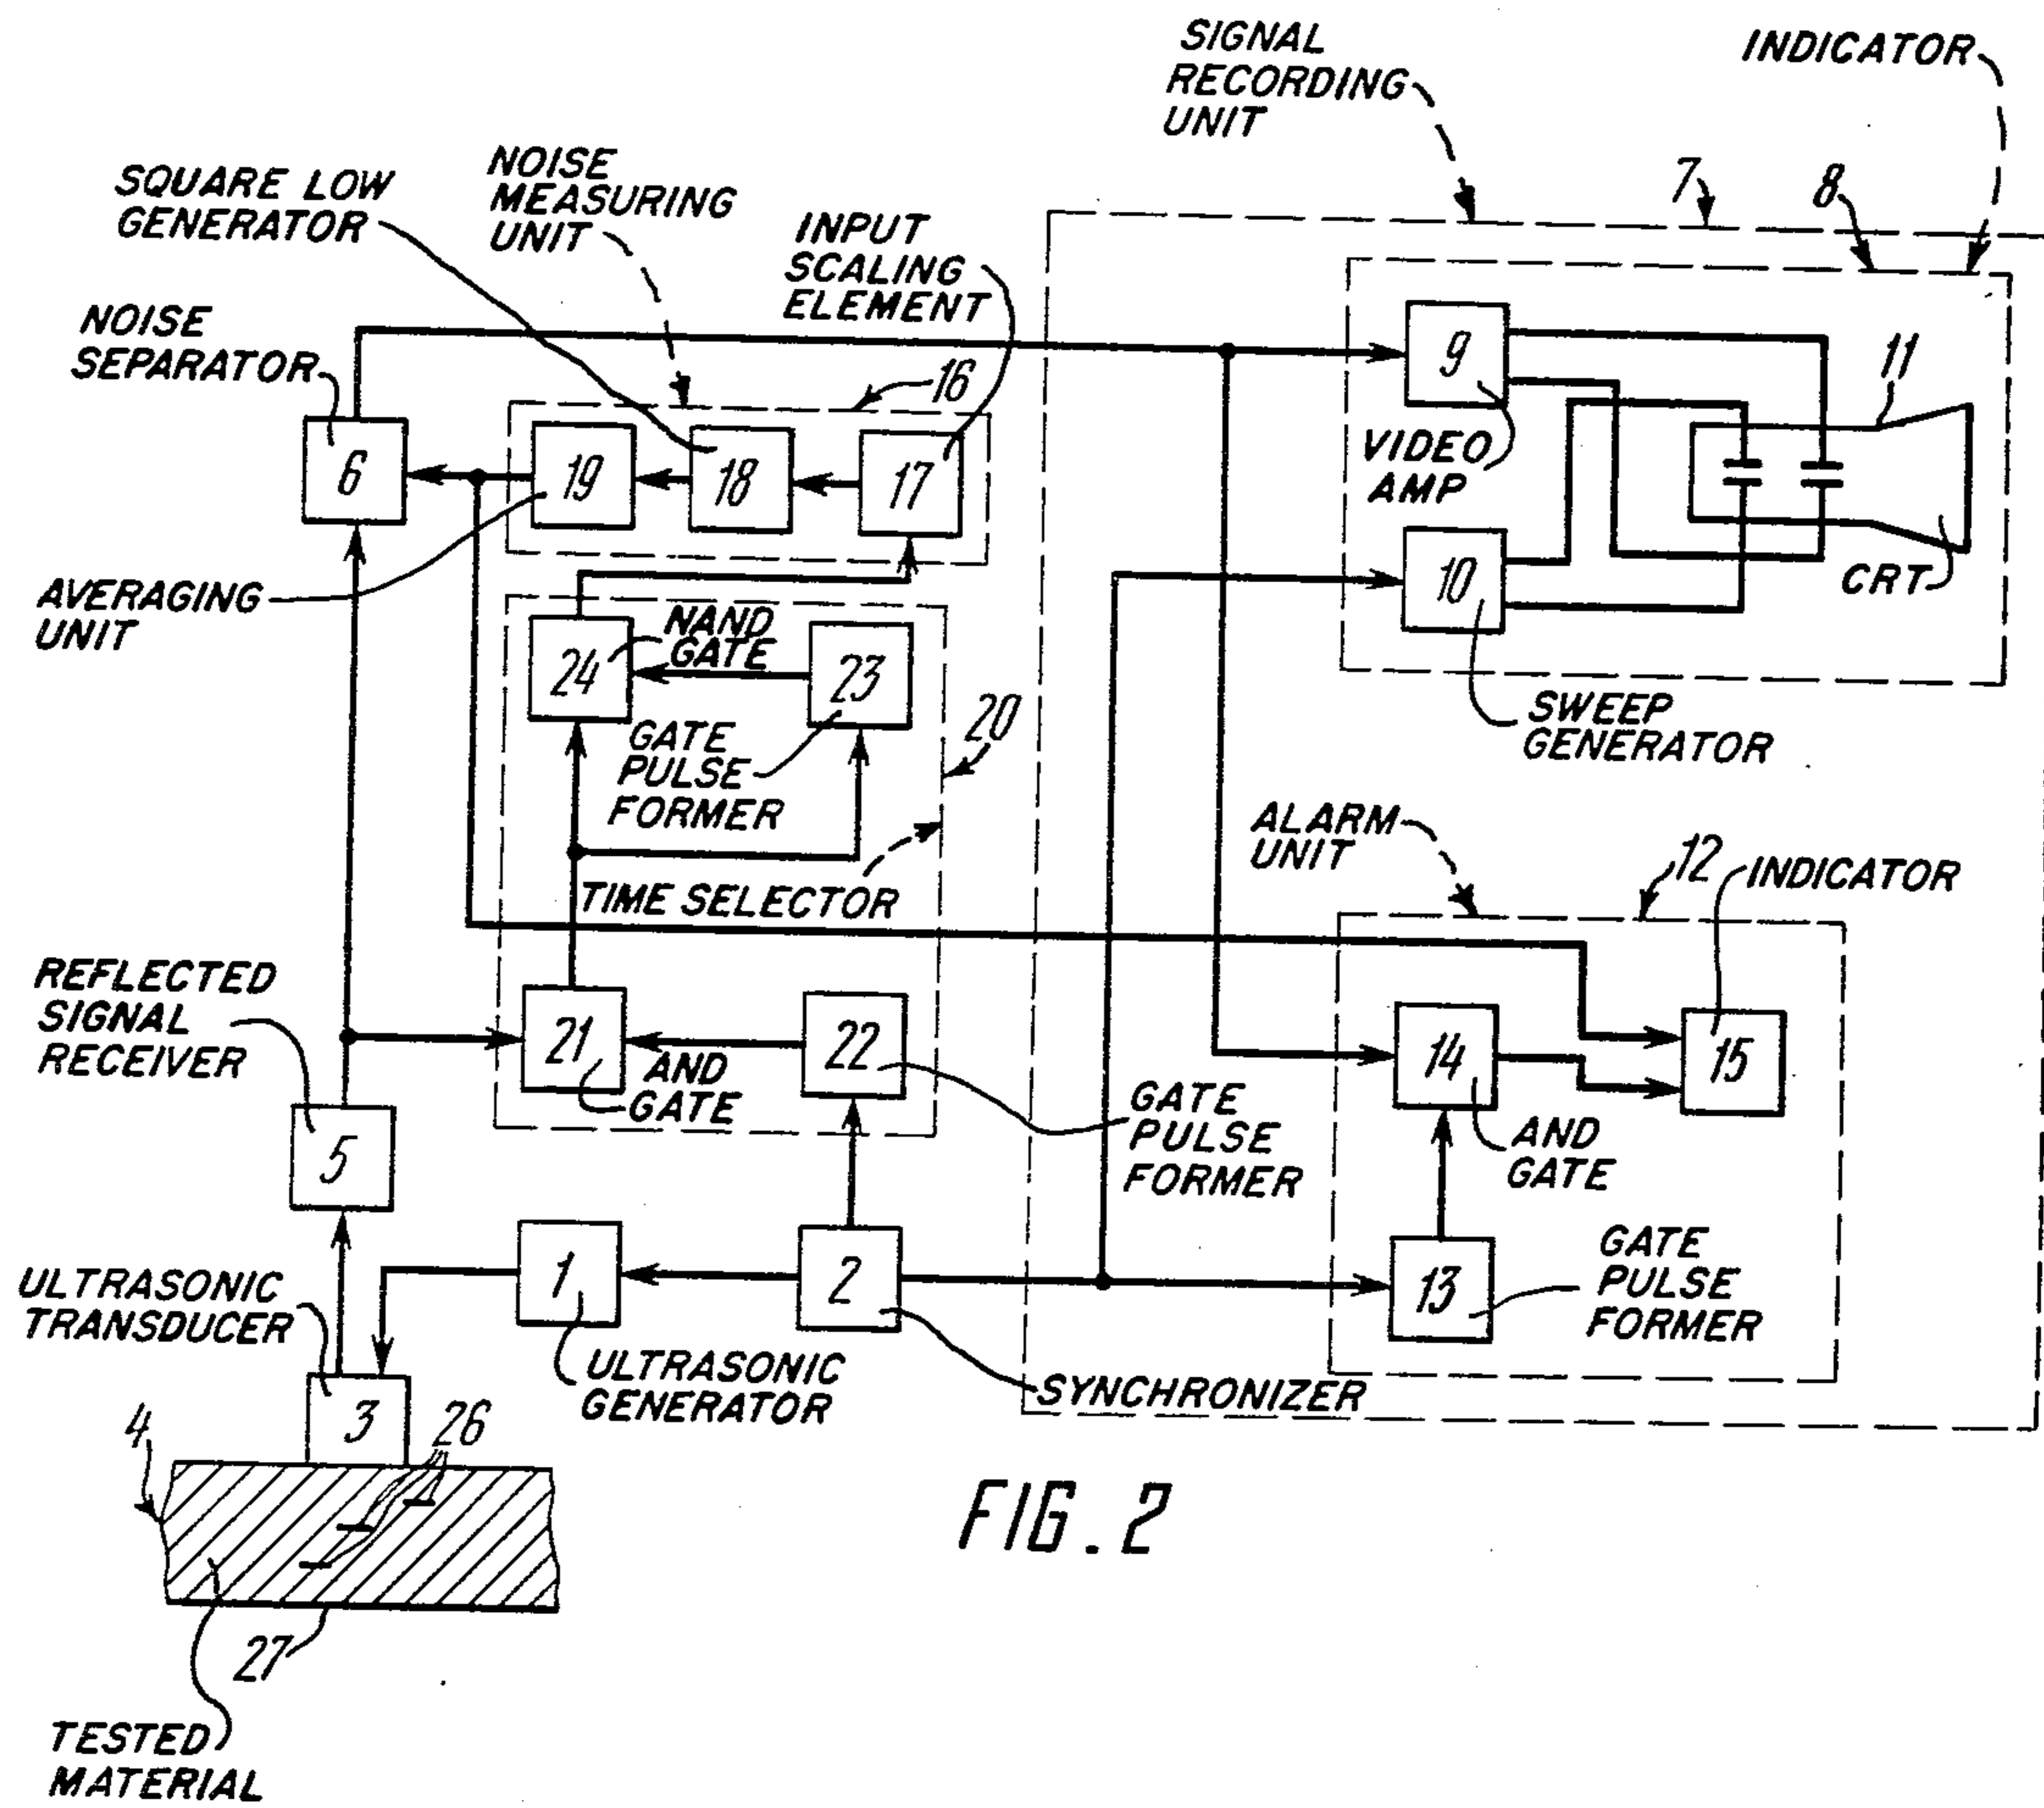 SIGNAL
RECORDING
UNIT
INDICATOR
7
8
SQUARE LOW
GENERATOR
NOISE
MEASURING
UNIT
INPUT
SCALING
ELEMENT
NOISE
SEPARATOR
16
6
19
18
17
9
11
VIDEO
AMP
10
CRT
SWEEP
GENERATOR
AVERAGING
UNIT
24
NAND
GATE
23
GATE
PULSE
FORMER
20
TIME SELECTOR
ALARM
UNIT
12
INDICATOR
REFLECTED
SIGNAL
RECEIVER
21
AND
GATE
22
GATE
PULSE
FORMER
14
15
AND
GATE
5
1
2
13
GATE
PULSE
FORMER
ULTRASONIC
TRANSDUCER
ULTRASONIC
GENERATOR
SYNCHRONIZER
3
4
26
27
TESTED
MATERIAL
FIG. 2